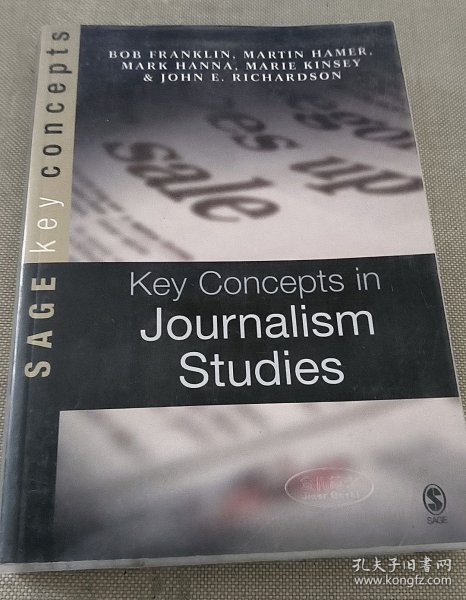 BOB FRANKLIN, MARTIN HAMER,
MARK HANNA, MARIE KINSEY
& JOHN E. RICHARDSON
SAGE key concepts
es up
sale
Key Concepts in
Journalism
Studies
S
SAGE
孔夫子旧书网
www.kongfz.com